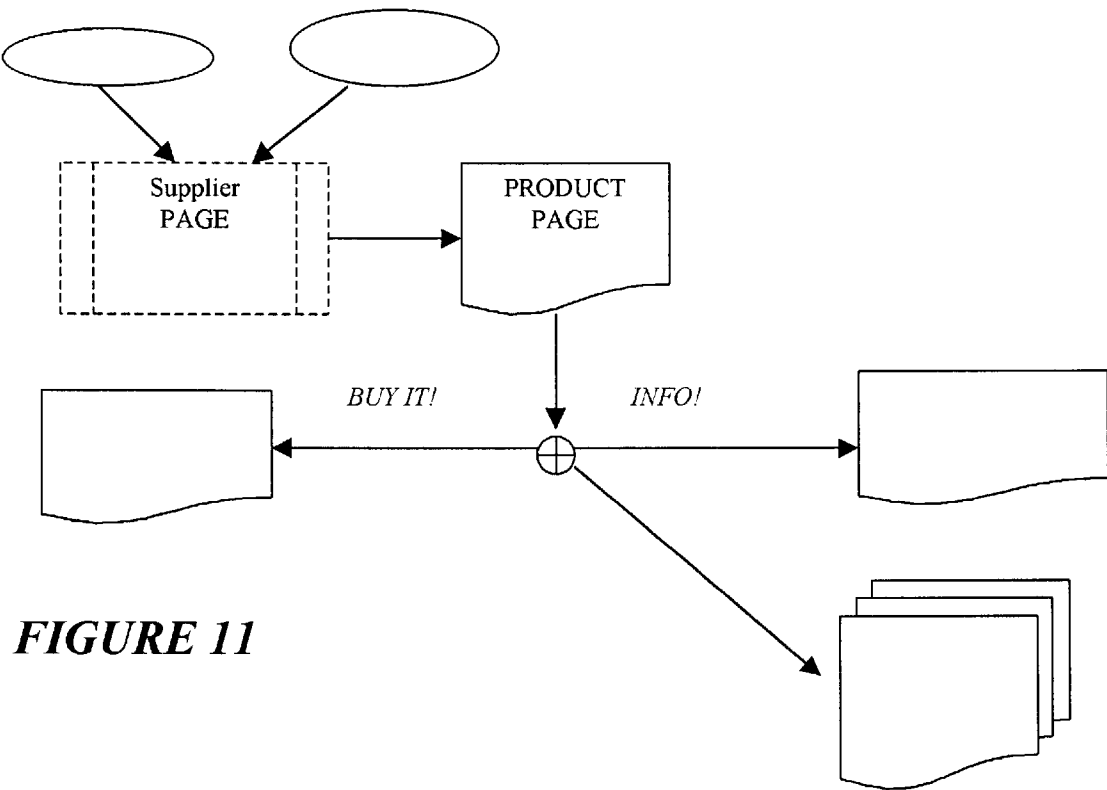 Supplier
PAGE
PRODUCT
PAGE
BUY IT!
INFO!
FIGURE 11